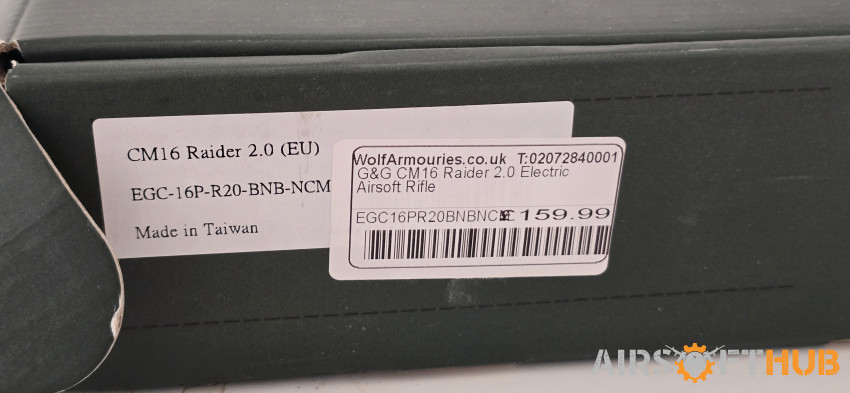 CM16 Raider 2.0 (EU)
EGC-16P-R20-BNB-NCM
Made in Taiwan
WolfArmouries.co.uk T:02072840001
G&G CM16 Raider 2.0 Electric
Airsoft Rifle
EGC16PR20BNBNCM £159.99
AIRSOFTHUB